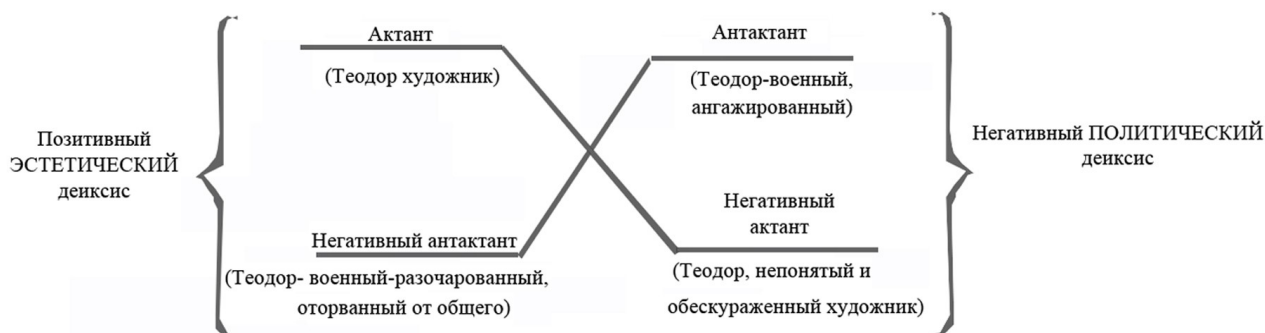 Актант
(Теодор художник)
Антактант
(Теодор-военный,
ангажированный)
Позитивный
ЭСТЕТИЧЕСКИЙ
деиксис
Негативный ПОЛИТИЧЕСКИЙ
деиксис
Негативный антактант
(Теодор- военный-разочарованный,
оторванный от общего)
Негативный
актант
(Теодор, непонятый и
обескураженный художник)